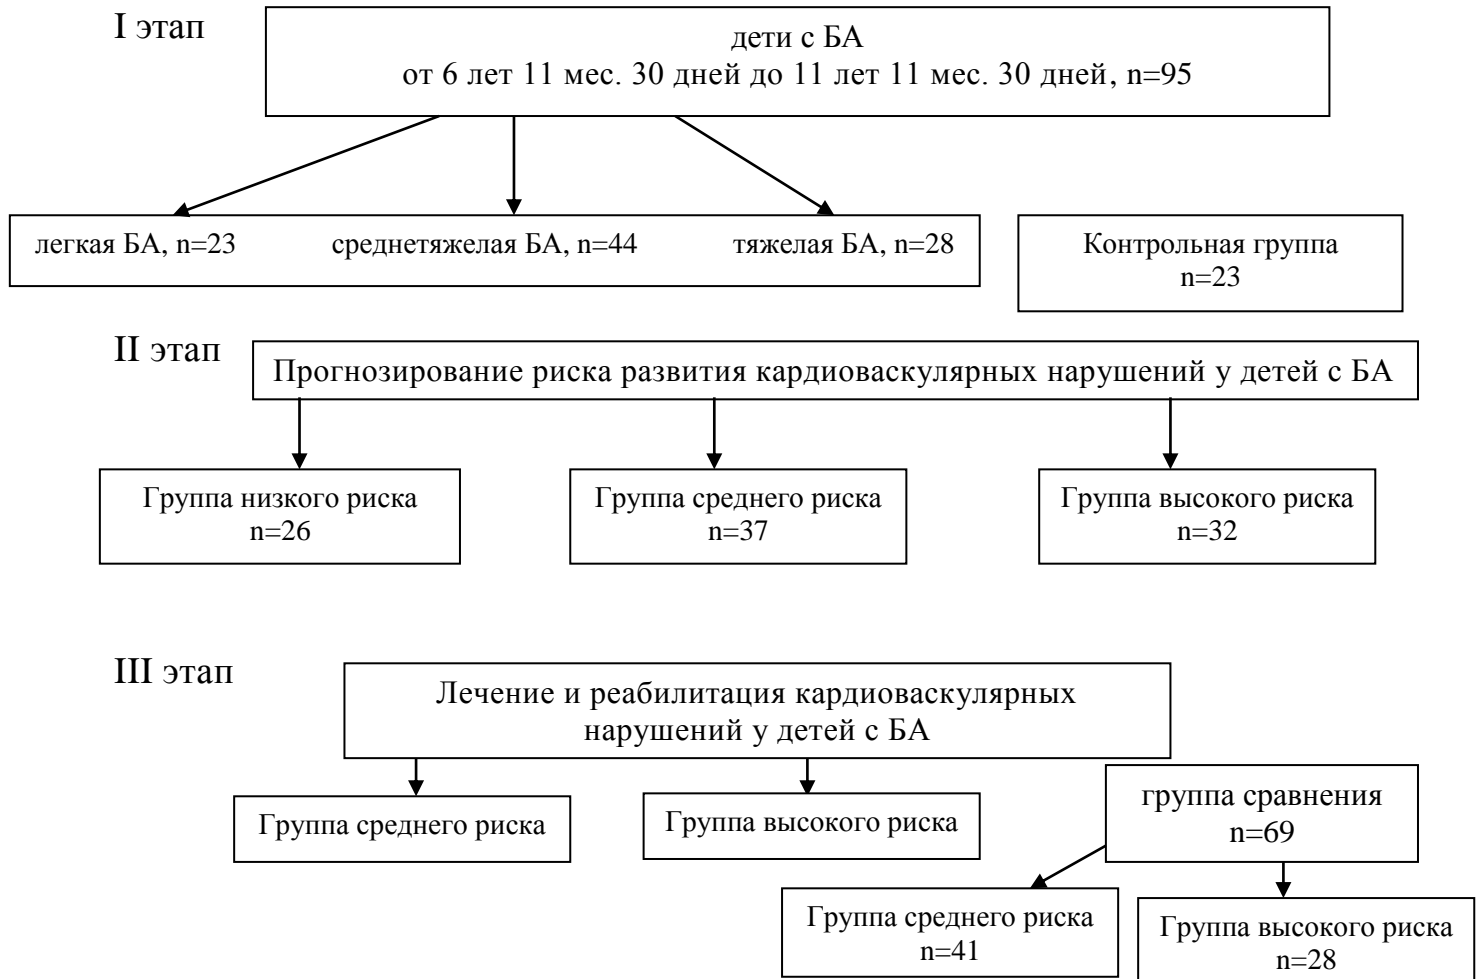 I этап
дети с БА
от 6 лет 11 мес. 30 дней до 11 лет 11 мес. 30 дней, n=95
легкая БА, n=23 среднетяжелая БА, n=44 тяжелая БА, n=28
Контрольная группа
n=23
II этап
Прогнозирование риска развития кардиоваскулярных нарушений у детей с БА
Группа низкого риска
n=26
Группа среднего риска
n=37
Группа высокого риска
n=32
III этап
Лечение и реабилитация кардиоваскулярных
нарушений у детей с БА
Группа среднего риска
Группа высокого риска
группа сравнения
n=69
Группа среднего риска
n=41
Группа высокого риска
n=28